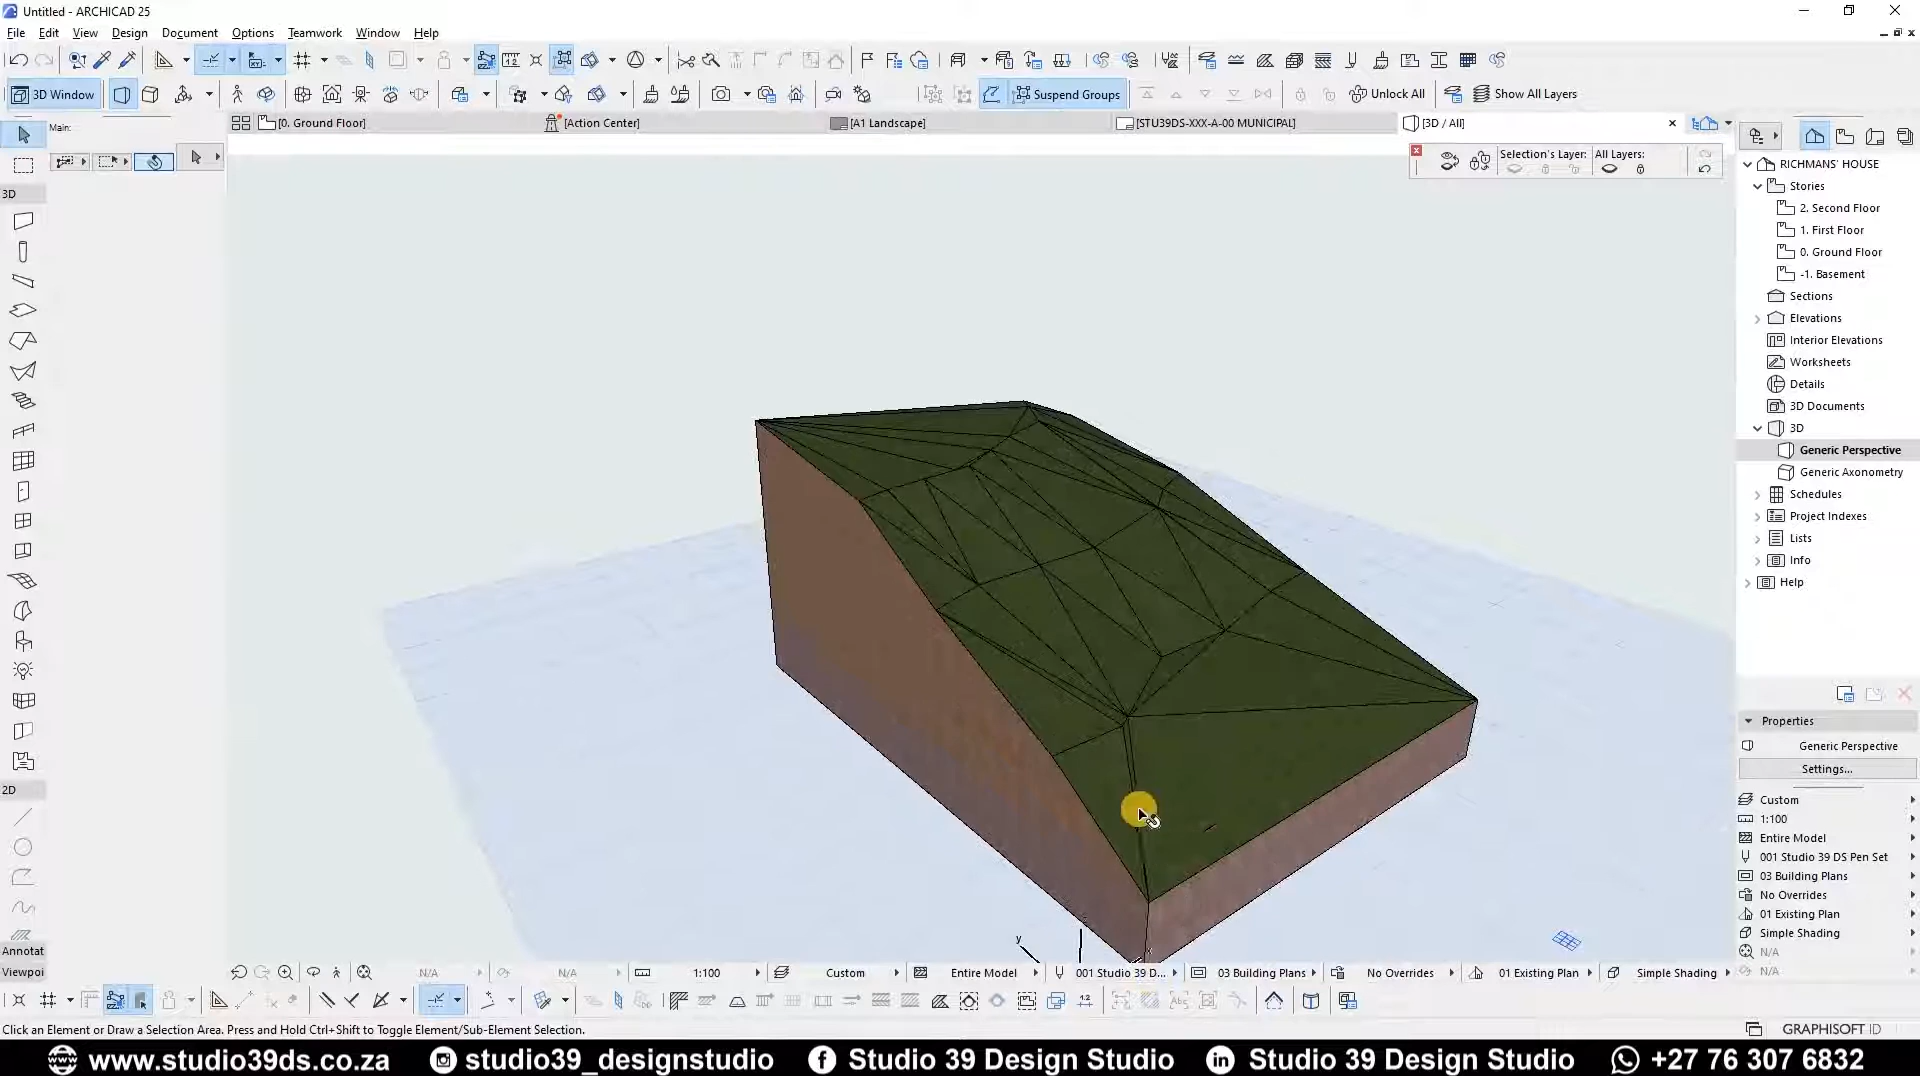 Untitled - ARCHICAD 25
File Edit View Design Document Options Teamwork Window Help
3D Window
Suspend Groups
Unlock All
Show All Layers
Main:
[0. Ground Floor]
[Action Center]
[A1 Landscape]
[STU39DS-XXX-A-00 MUNICIPAL]
[3D / All]
Selection's Layer:
All Layers:
3D
2D
Annotat
Viewpoi
RICHMANS' HOUSE
Stories
2. Second Floor
1. First Floor
0. Ground Floor
-1. Basement
Sections
Elevations
Interior Elevations
Worksheets
Details
3D Documents
3D
Generic Perspective
Generic Axonometry
Schedules
Project Indexes
Lists
Info
Help
Properties
Generic Perspective
Settings...
Custom
1:100
Entire Model
001 Studio 39 DS Pen Set
03 Building Plans
No Overrides
01 Existing Plan
Simple Shading
N/A
N/A
y
N/A N/A 1:100 Custom Entire Model 001 Studio 39 D... 03 Building Plans No Overrides 01 Existing Plan Simple Shading
Click an Element or Draw a Selection Area. Press and Hold Ctrl+Shift to Toggle Element/Sub-Element Selection.
GRAPHISOFT ID
www.studio39ds.co.za studio39_designstudio Studio 39 Design Studio Studio 39 Design Studio +27 76 307 6832